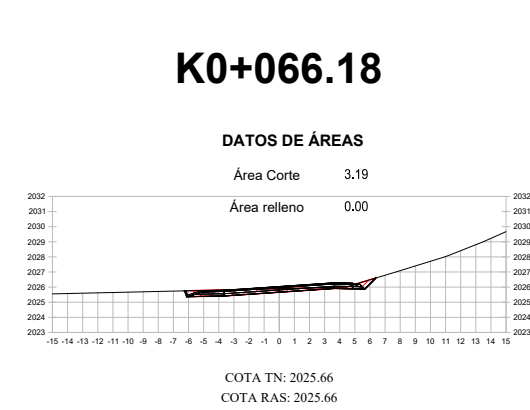 K0+066.18
DATOS DE ÁREAS
Área Corte 3.19
Área relleno 0.00
2032 2032
2031 2031
2030 2030
2029 2029
2028 2028
2027 2027
2026 2026
2025 2025
2024 2024
2023 2023
-15 -14 -13 -12 -11 -10 -9 -8 -7 -6 -5 -4 -3 -2 -1 0 1 2 3 4 5 6 7 8 9 10 11 12 13 14 15
COTA TN: 2025.66
COTA RAS: 2025.66